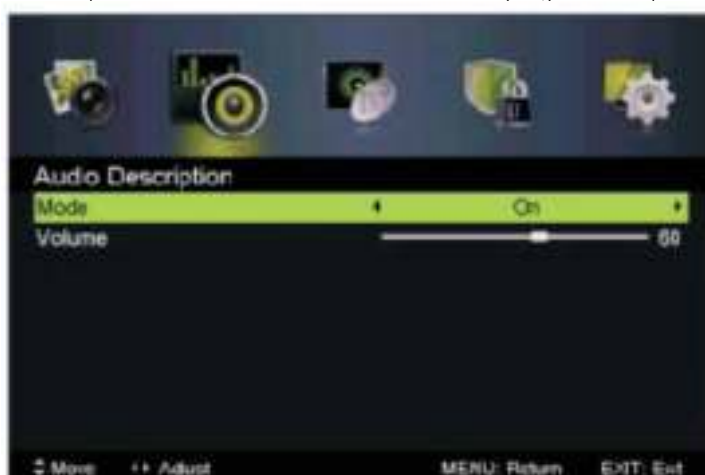 Audio Description
Mode On
Volume 60
Move Adjust MENU: Return EXIT: Exit